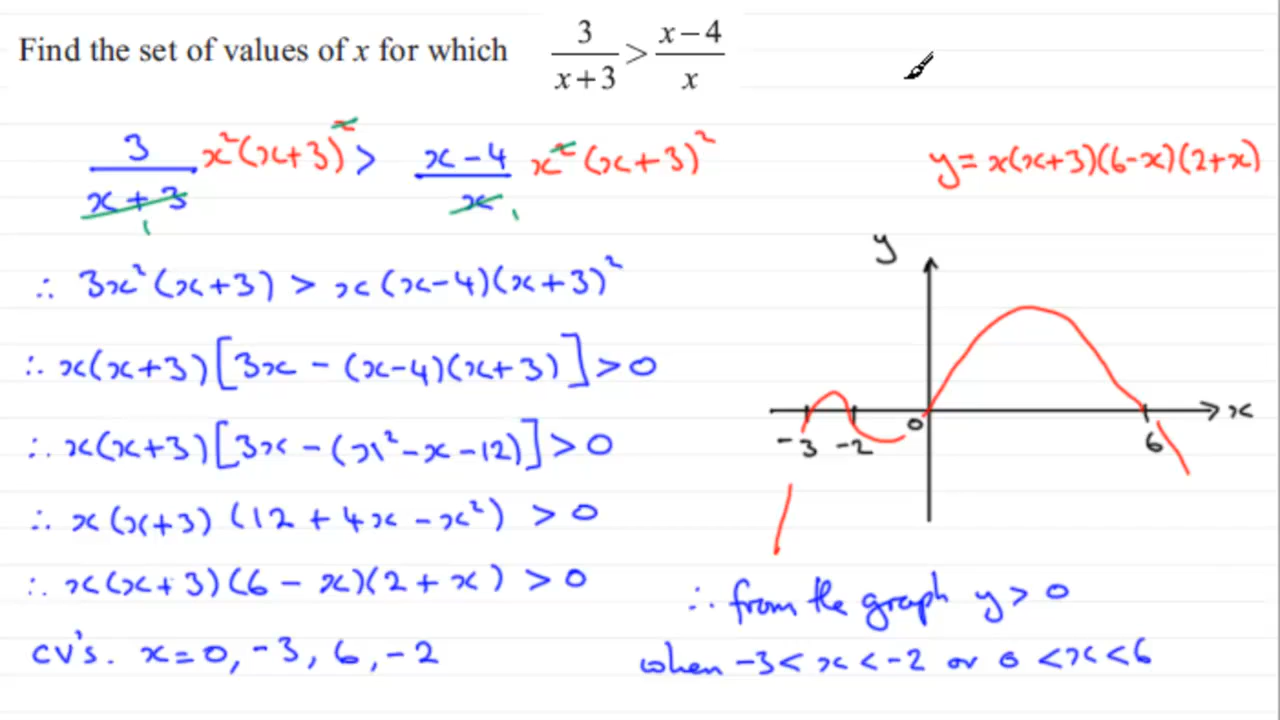 Find the set of values of x for which 3/(x+3) > (x−4)/x
3/(x+3) x²(x+3)² > (x−4)/x x²(x+3)²
1 1
y = x(x+3)(6−x)(2+x)
∴ 3x²(x+3) > x(x−4)(x+3)²
∴ x(x+3)[3x − (x−4)(x+3)] > 0
∴ x(x+3)[3x − (x²−x−12)] > 0
∴ x(x+3)(12 + 4x − x²) > 0
∴ x(x+3)(6 − x)(2 + x) > 0
CV's. x = 0, −3, 6, −2
y
x
−3 −2 0 6
∴ from the graph y > 0
when −3 < x < −2 or 0 < x < 6